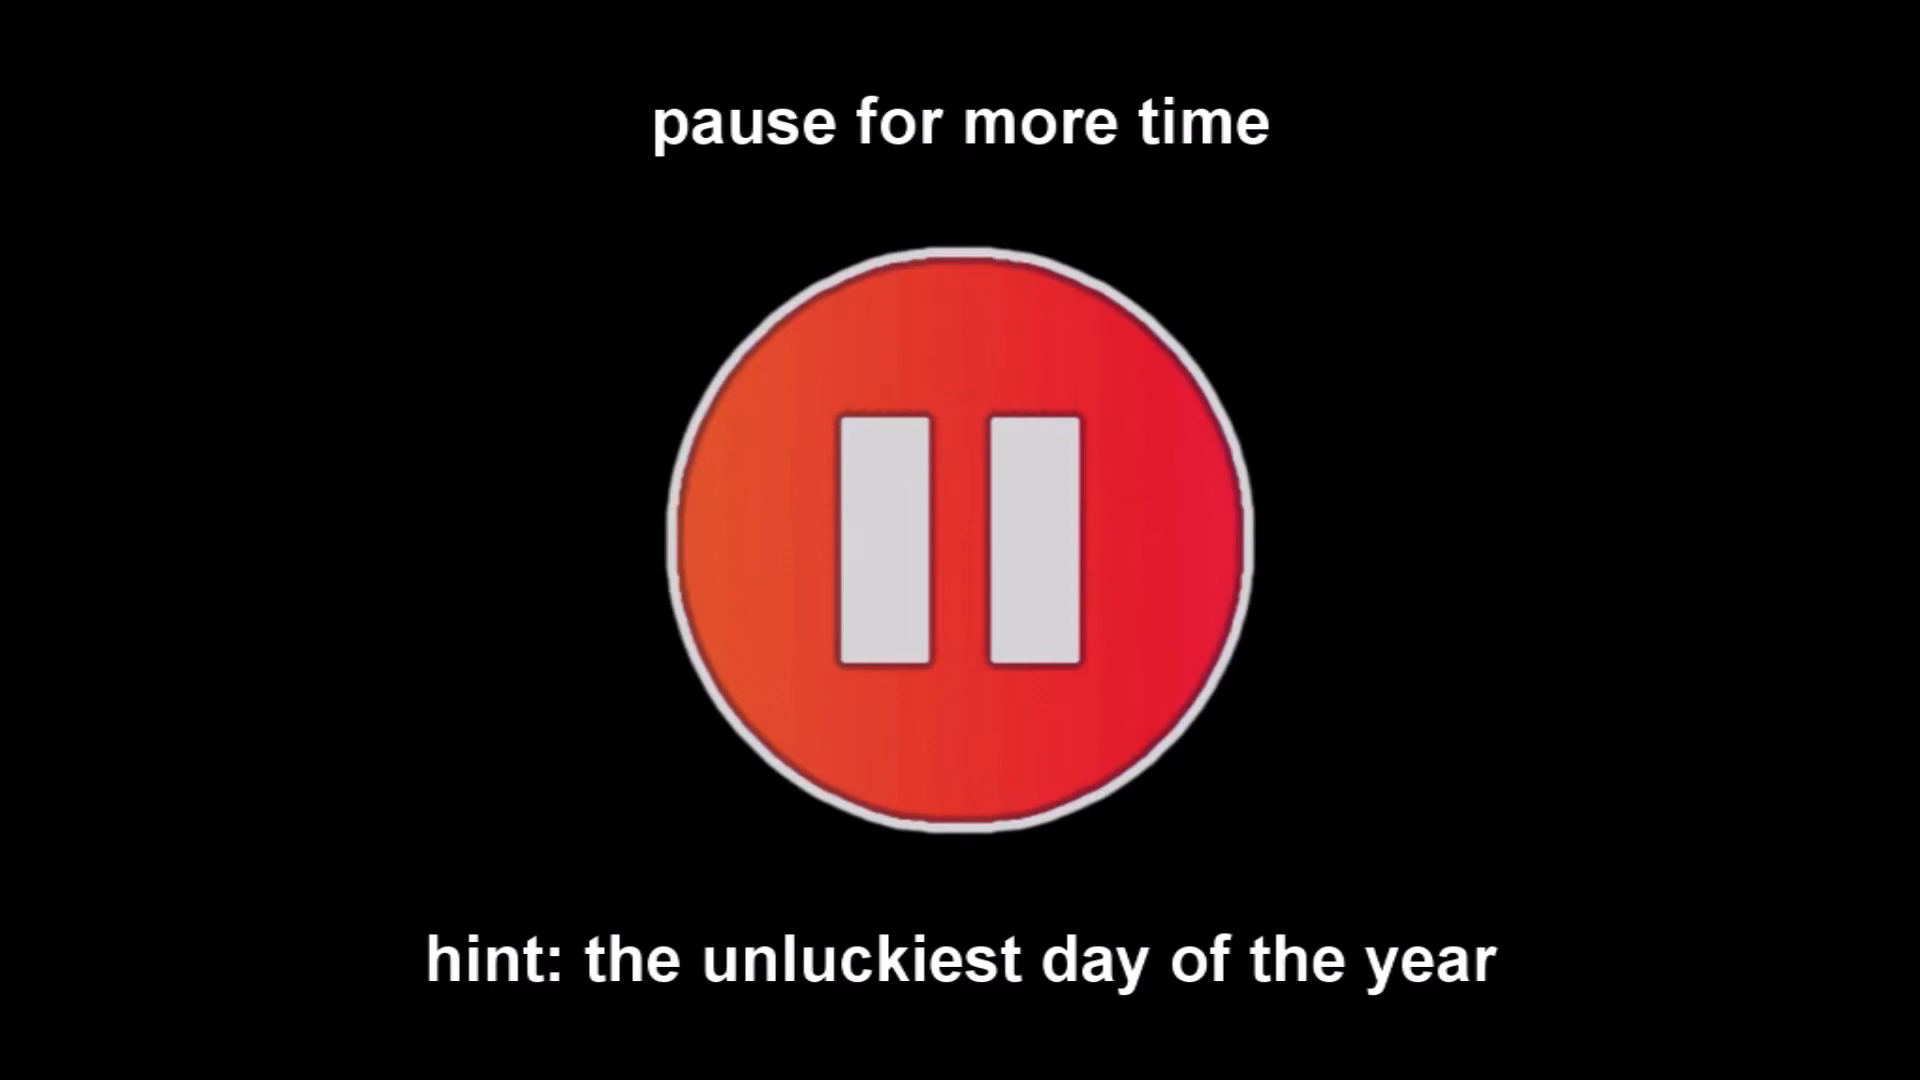 pause for more time
hint: the unluckiest day of the year